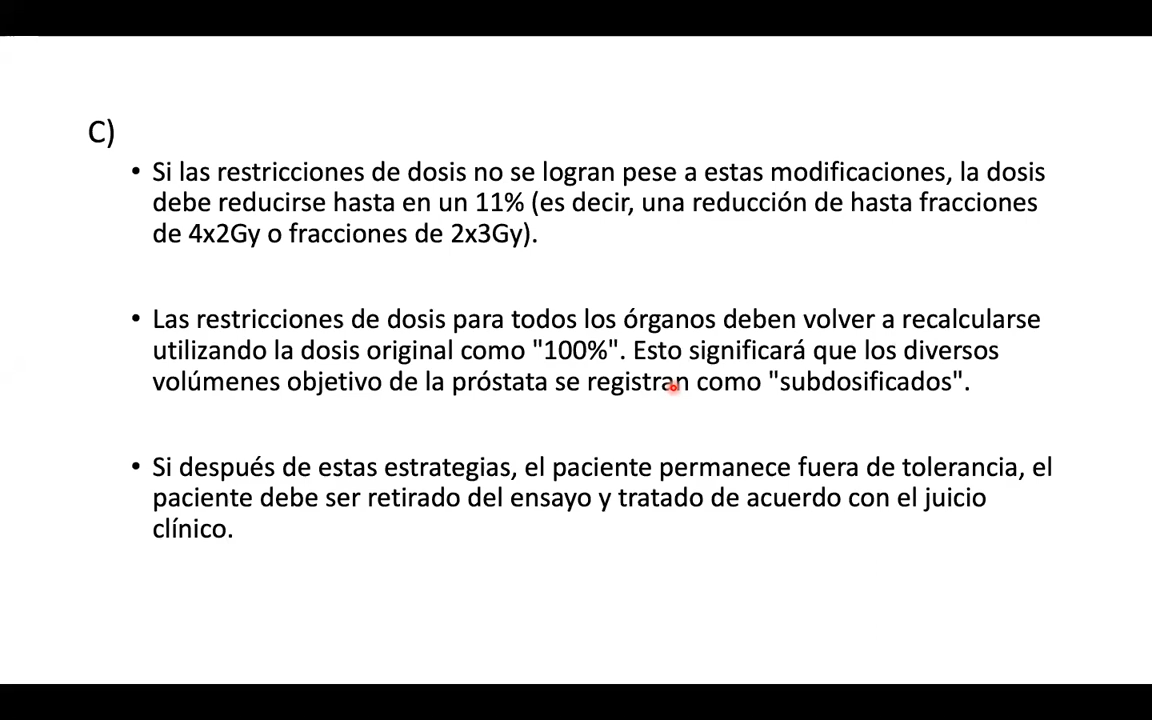 C)
• Si las restricciones de dosis no se logran pese a estas modificaciones, la dosis
debe reducirse hasta en un 11% (es decir, una reducción de hasta fracciones
de 4x2Gy o fracciones de 2x3Gy).
• Las restricciones de dosis para todos los órganos deben volver a recalcularse
utilizando la dosis original como "100%". Esto significará que los diversos
volúmenes objetivo de la próstata se registran como "subdosificados".
• Si después de estas estrategias, el paciente permanece fuera de tolerancia, el
paciente debe ser retirado del ensayo y tratado de acuerdo con el juicio
clínico.